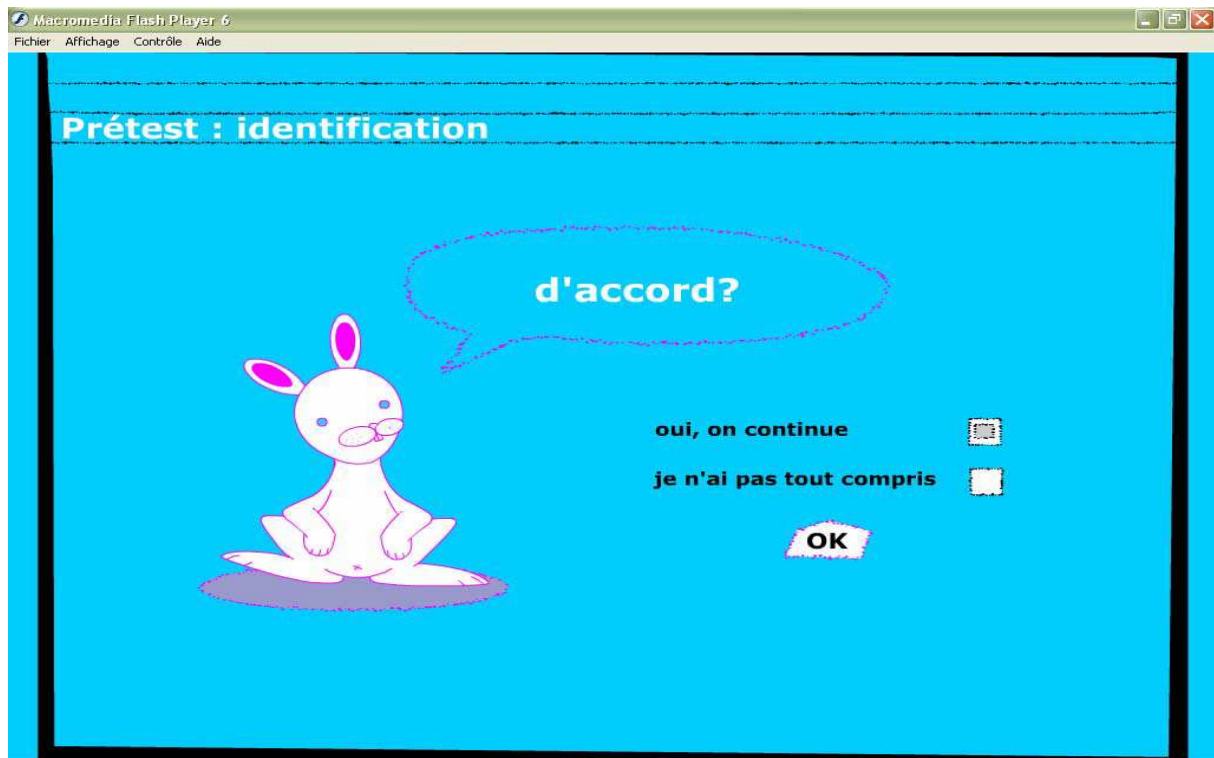 Macromedia Flash Player 6
Fichier Affichage Contrôle Aide
Prétest : identification
d'accord?
oui, on continue
je n'ai pas tout compris
OK